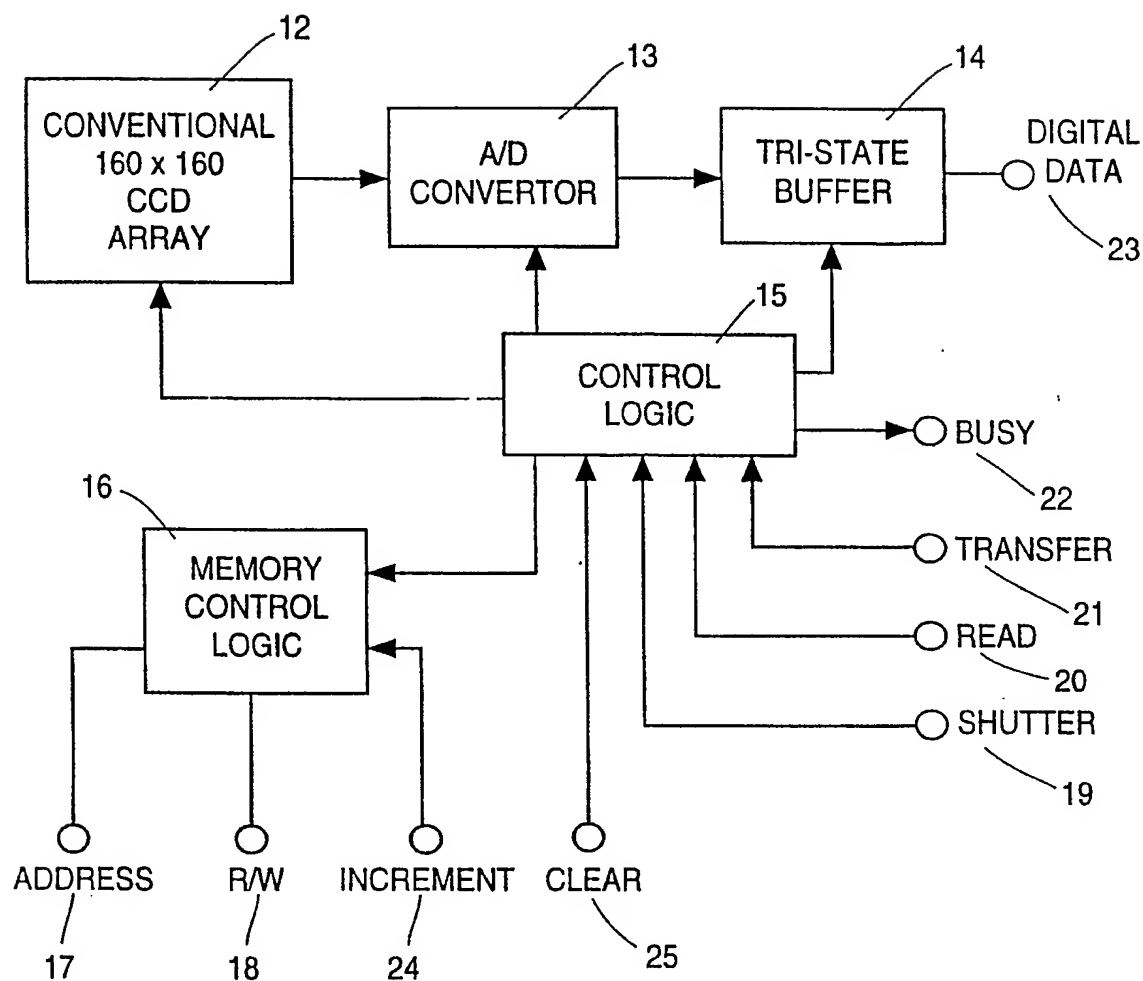 12
CONVENTIONAL
160 x 160
CCD
ARRAY
13
A/D
CONVERTOR
14
TRI-STATE
BUFFER
DIGITAL
DATA
23
15
CONTROL
LOGIC
BUSY
22
TRANSFER
21
READ
20
SHUTTER
19
16
MEMORY
CONTROL
LOGIC
ADDRESS
17
R/W
18
INCREMENT
24
CLEAR
25